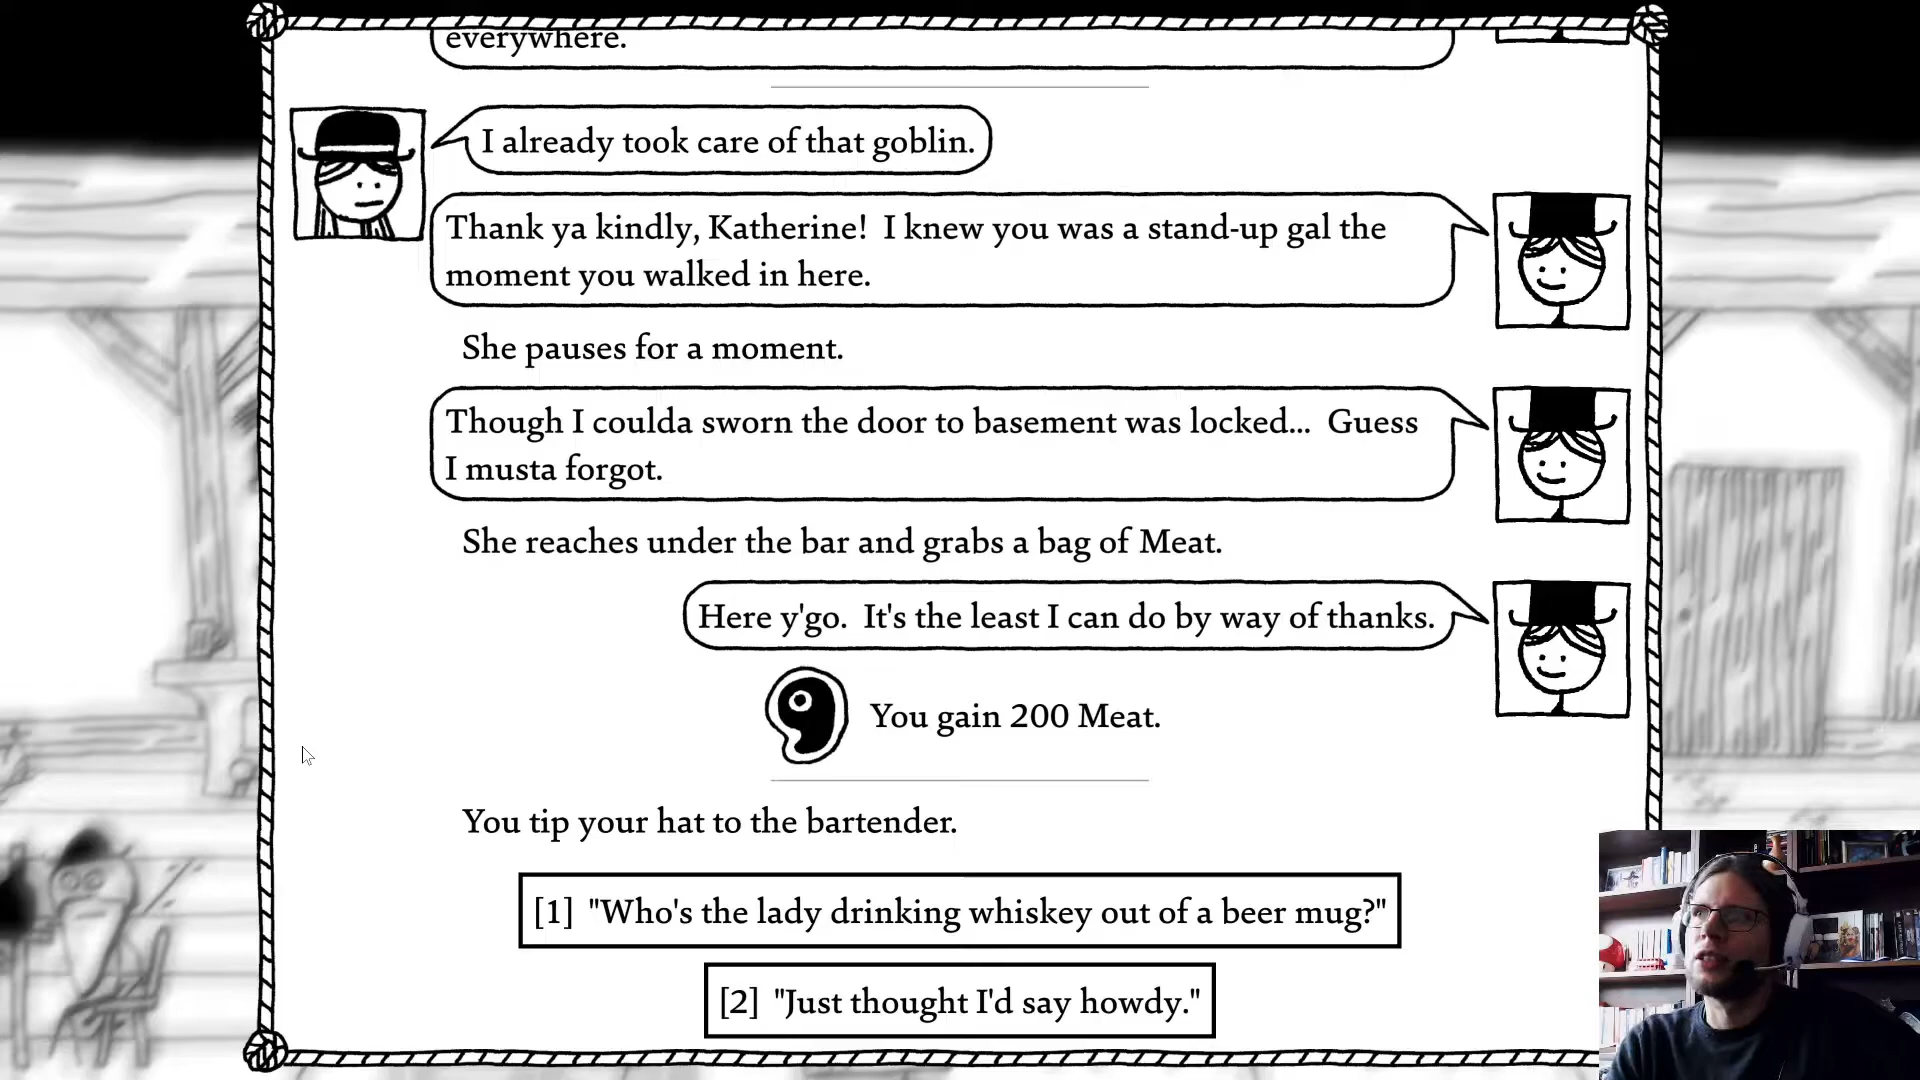 everywhere.
I already took care of that goblin.
Thank ya kindly, Katherine! I knew you was a stand-up gal the
moment you walked in here.
She pauses for a moment.
Though I coulda sworn the door to basement was locked... Guess
I musta forgot.
She reaches under the bar and grabs a bag of Meat.
Here y'go. It's the least I can do by way of thanks.
You gain 200 Meat.
You tip your hat to the bartender.
[1] "Who's the lady drinking whiskey out of a beer mug?"
[2] "Just thought I'd say howdy."